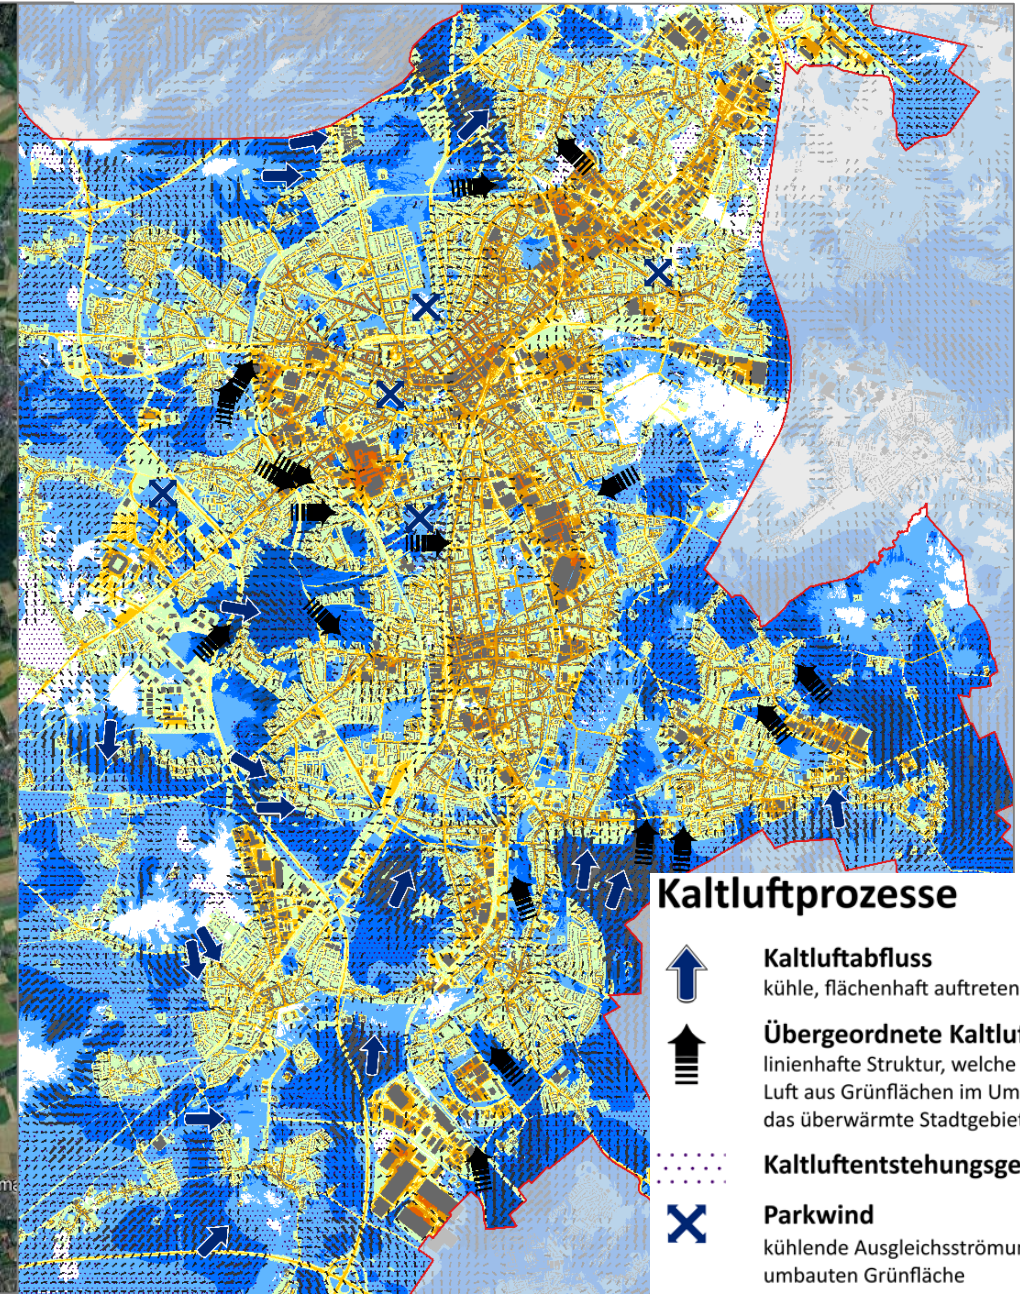 Kaltluftprozesse
Kaltluftabfluss
kühle, flächenhaft auftreten
Übergeordnete Kaltluf
linienhafte Struktur, welche
Luft aus Grünflächen im Um
das überwärmte Stadtgebiet
Kaltluftentstehungsge
Parkwind
kühlende Ausgleichsströmun
umbauten Grünfläche